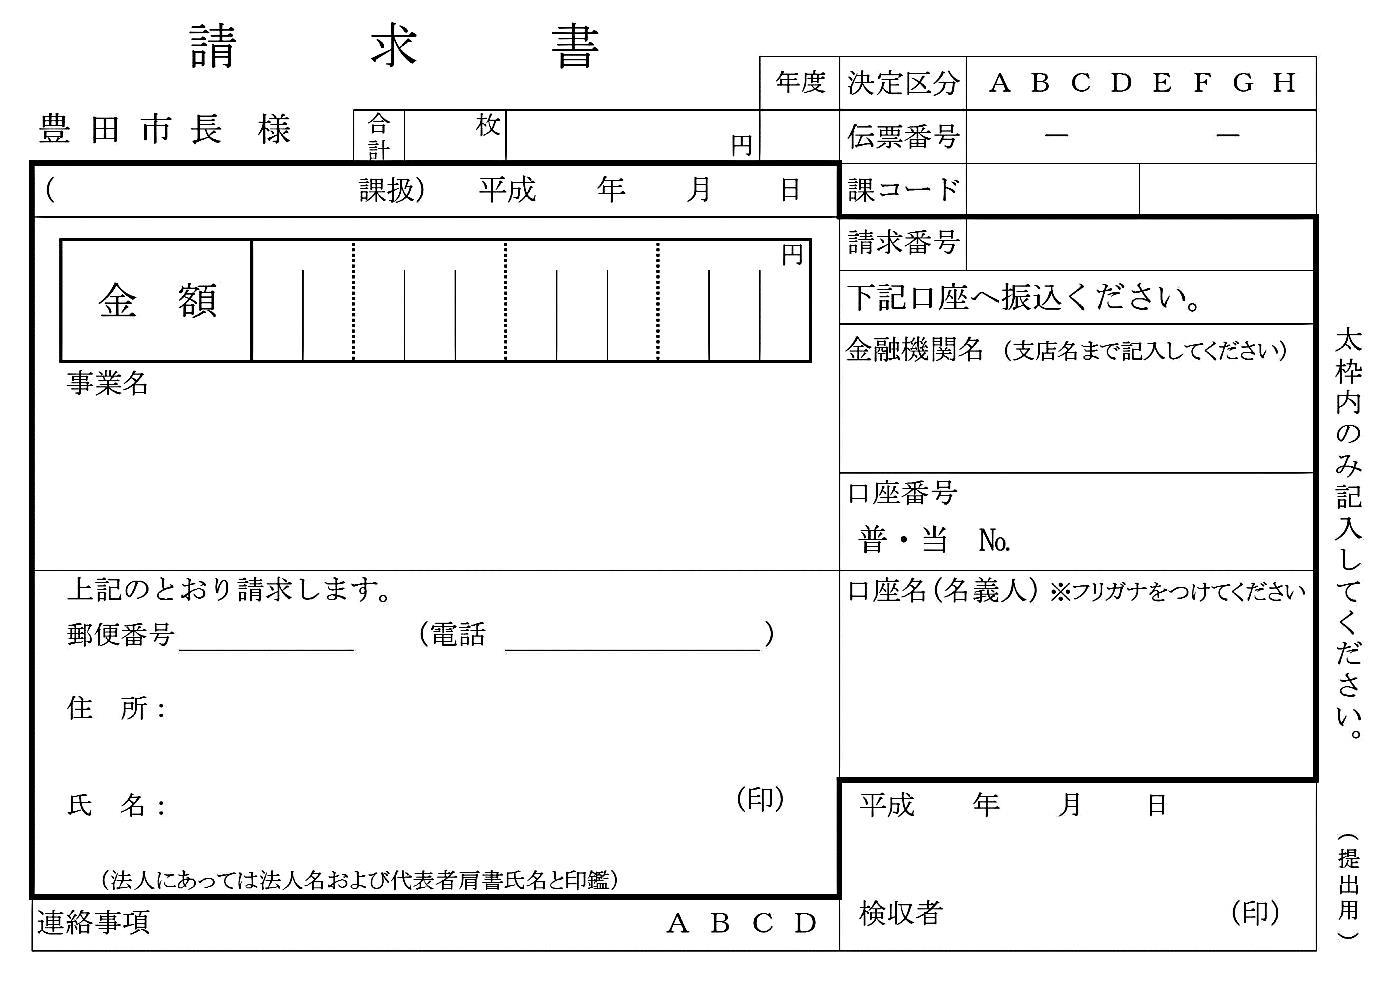 請求書
年度 決定区分 A B C D E F G H
豊田市長 様 合計 枚 円 伝票番号 ― ―
( 課扱) 平成 年 月 日 課コード
請求番号
金額 円
下記口座へ振込ください。
金融機関名 (支店名まで記入してください)
事業名
口座番号
普・当 №
上記のとおり請求します。
口座名(名義人)※フリガナをつけてください
郵便番号 (電話 )
住 所:
氏 名: (印)
(法人にあっては法人名および代表者肩書氏名と印鑑)
平成 年 月 日
検収者 (印)
連絡事項 A B C D
太枠内のみ記入してください。
(提出用)